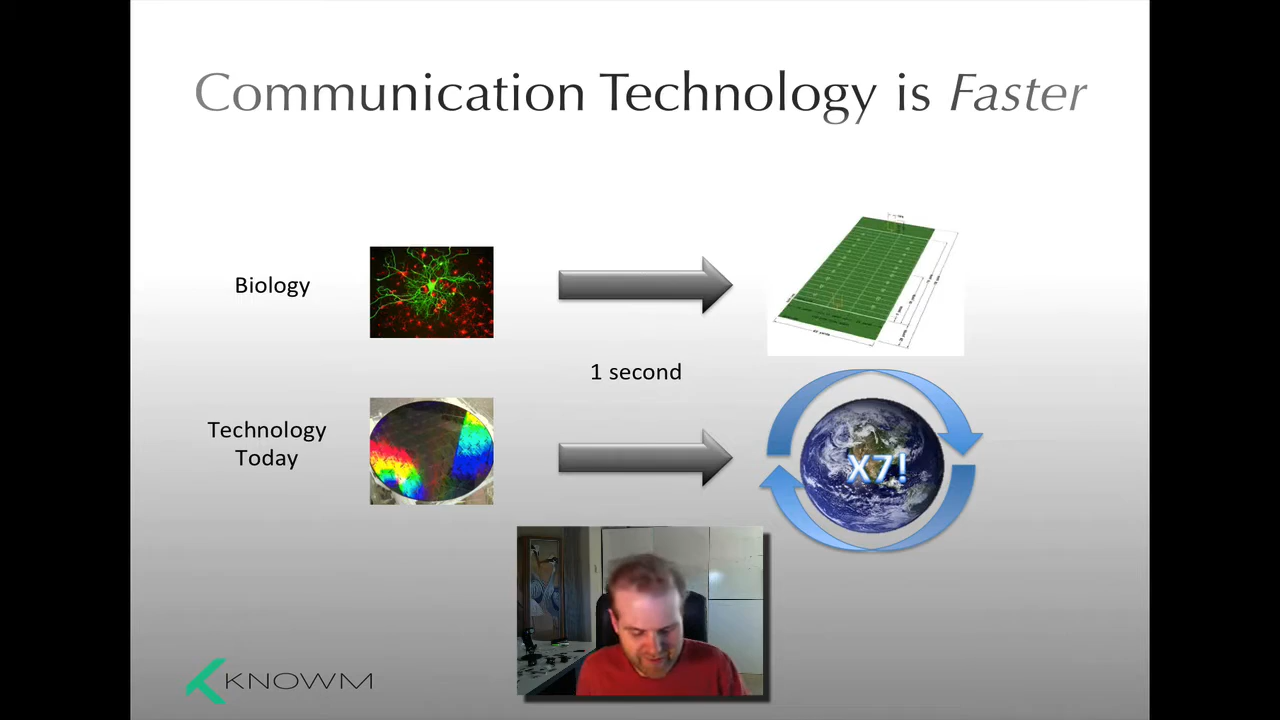 Communication Technology is Faster
Biology
1 second
Technology
Today
X7!
KNOWM